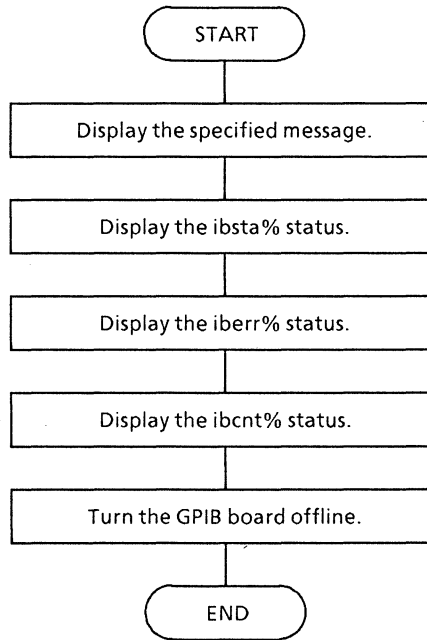 START
Display the specified message.
Display the ibsta% status.
Display the iberr% status.
Display the ibcnt% status.
Turn the GPIB board offline.
END